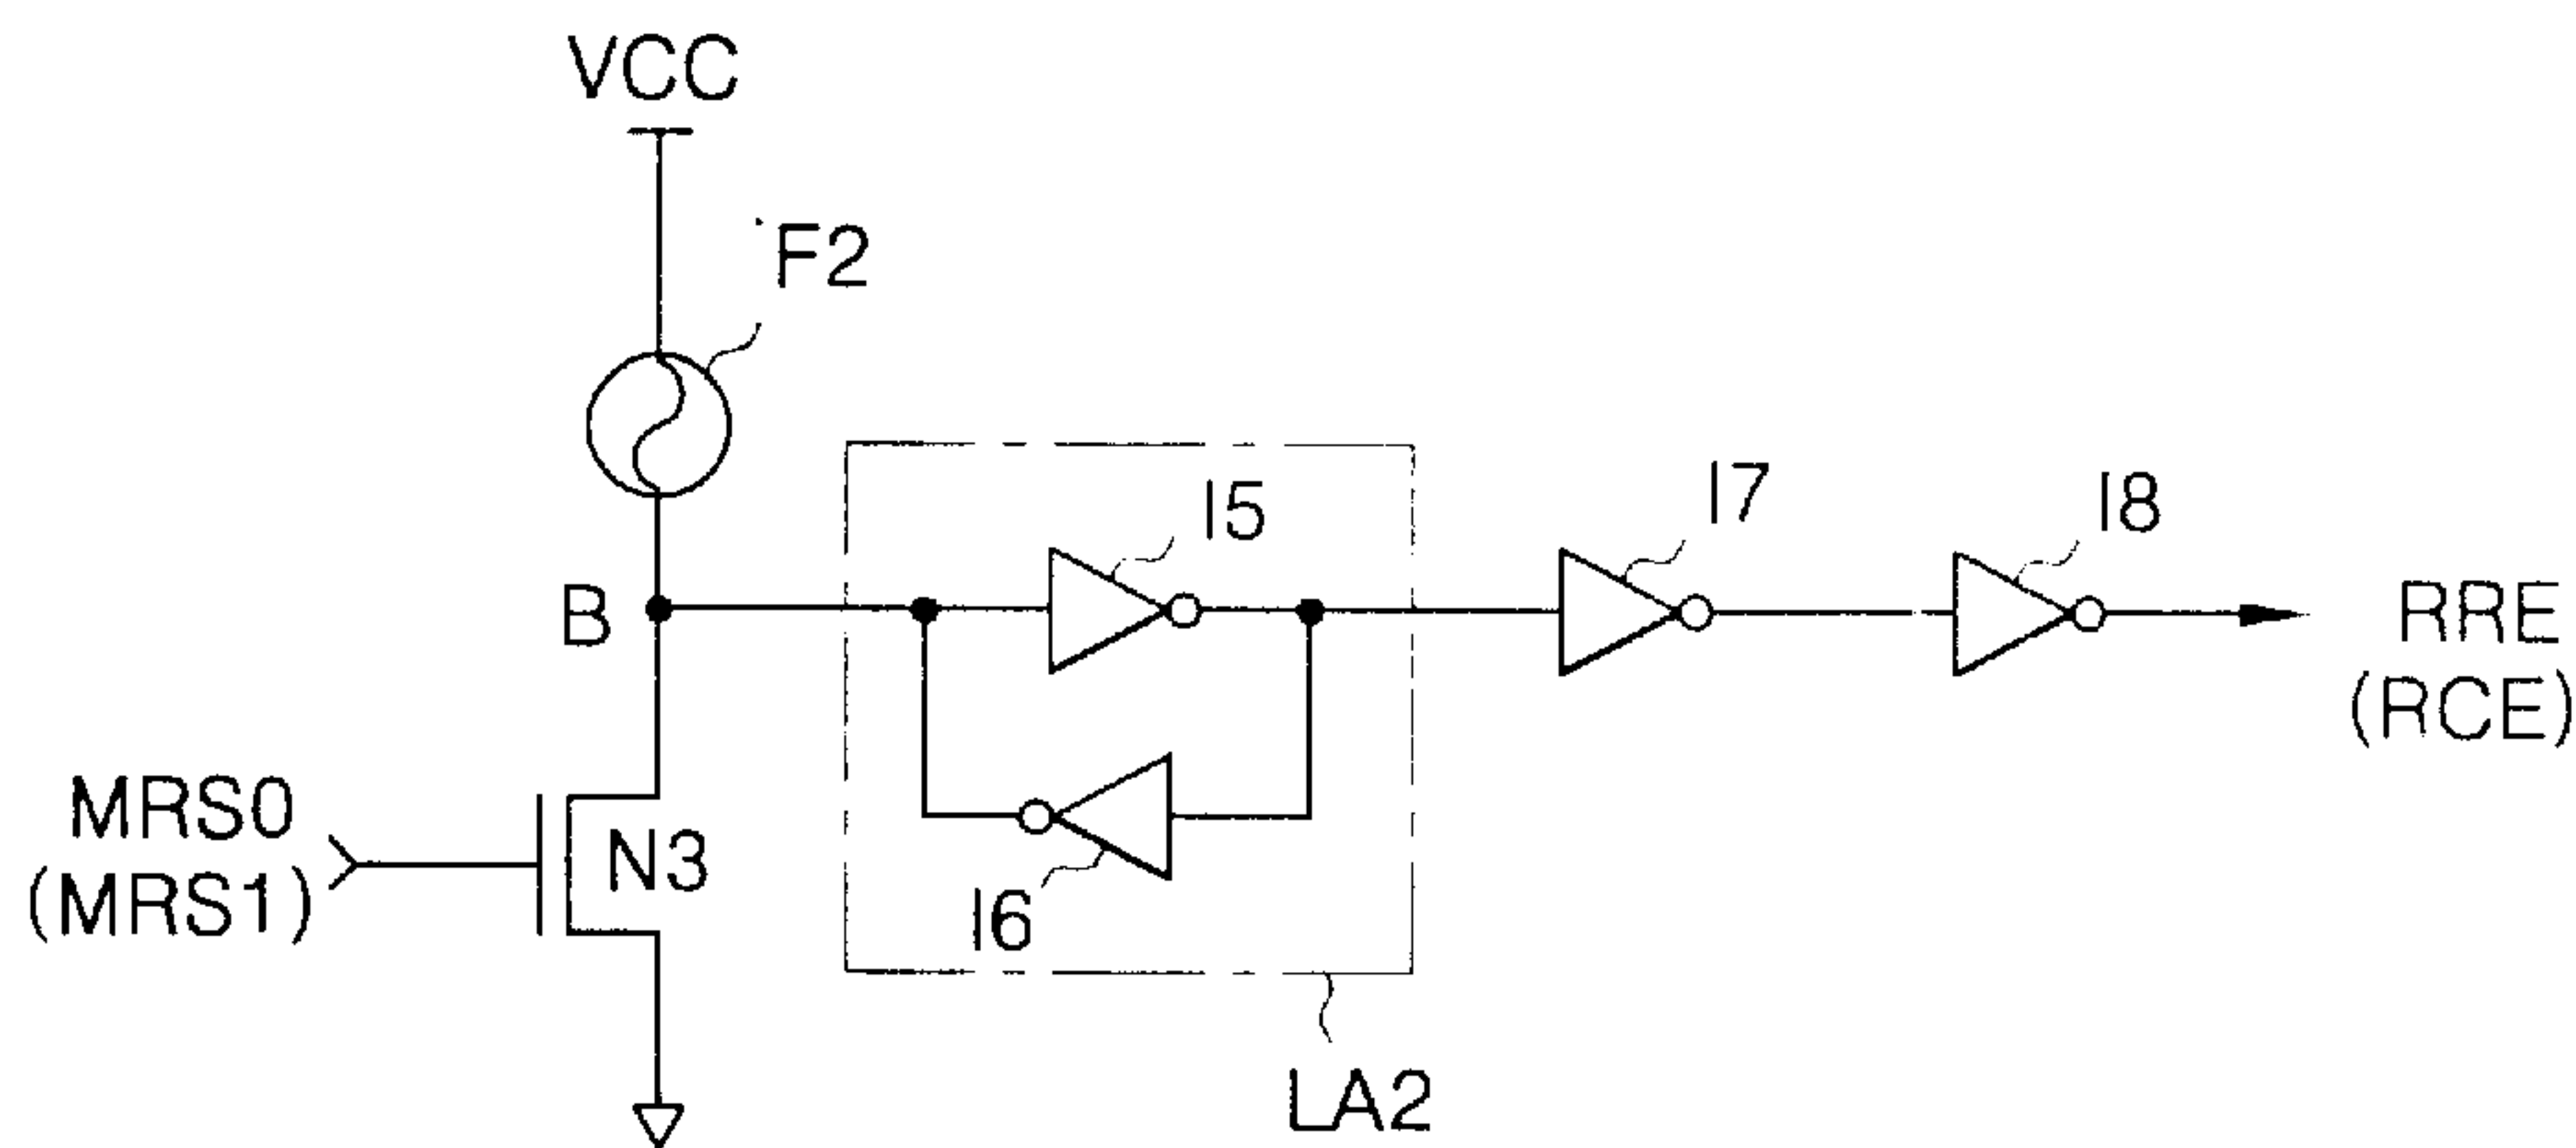 VCC
F2
I5
I7
I8
B
RRE
(RCE)
MRS0
(MRS1)
N3
I6
LA2